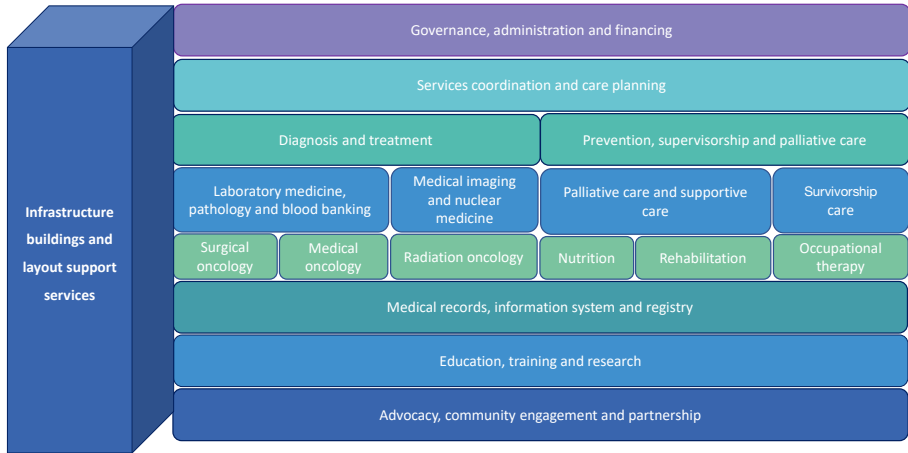 Governance, administration and financing
Services coordination and care planning
Diagnosis and treatment
Prevention, supervisorship and palliative care
Laboratory medicine,
pathology and blood banking
Medical imaging
and nuclear
medicine
Palliative care and supportive
care
Survivorship
care
Infrastructure
buildings and
layout support
services
Surgical
oncology
Medical
oncology
Radiation oncology
Nutrition
Rehabilitation
Occupational
therapy
Medical records, information system and registry
Education, training and research
Advocacy, community engagement and partnership